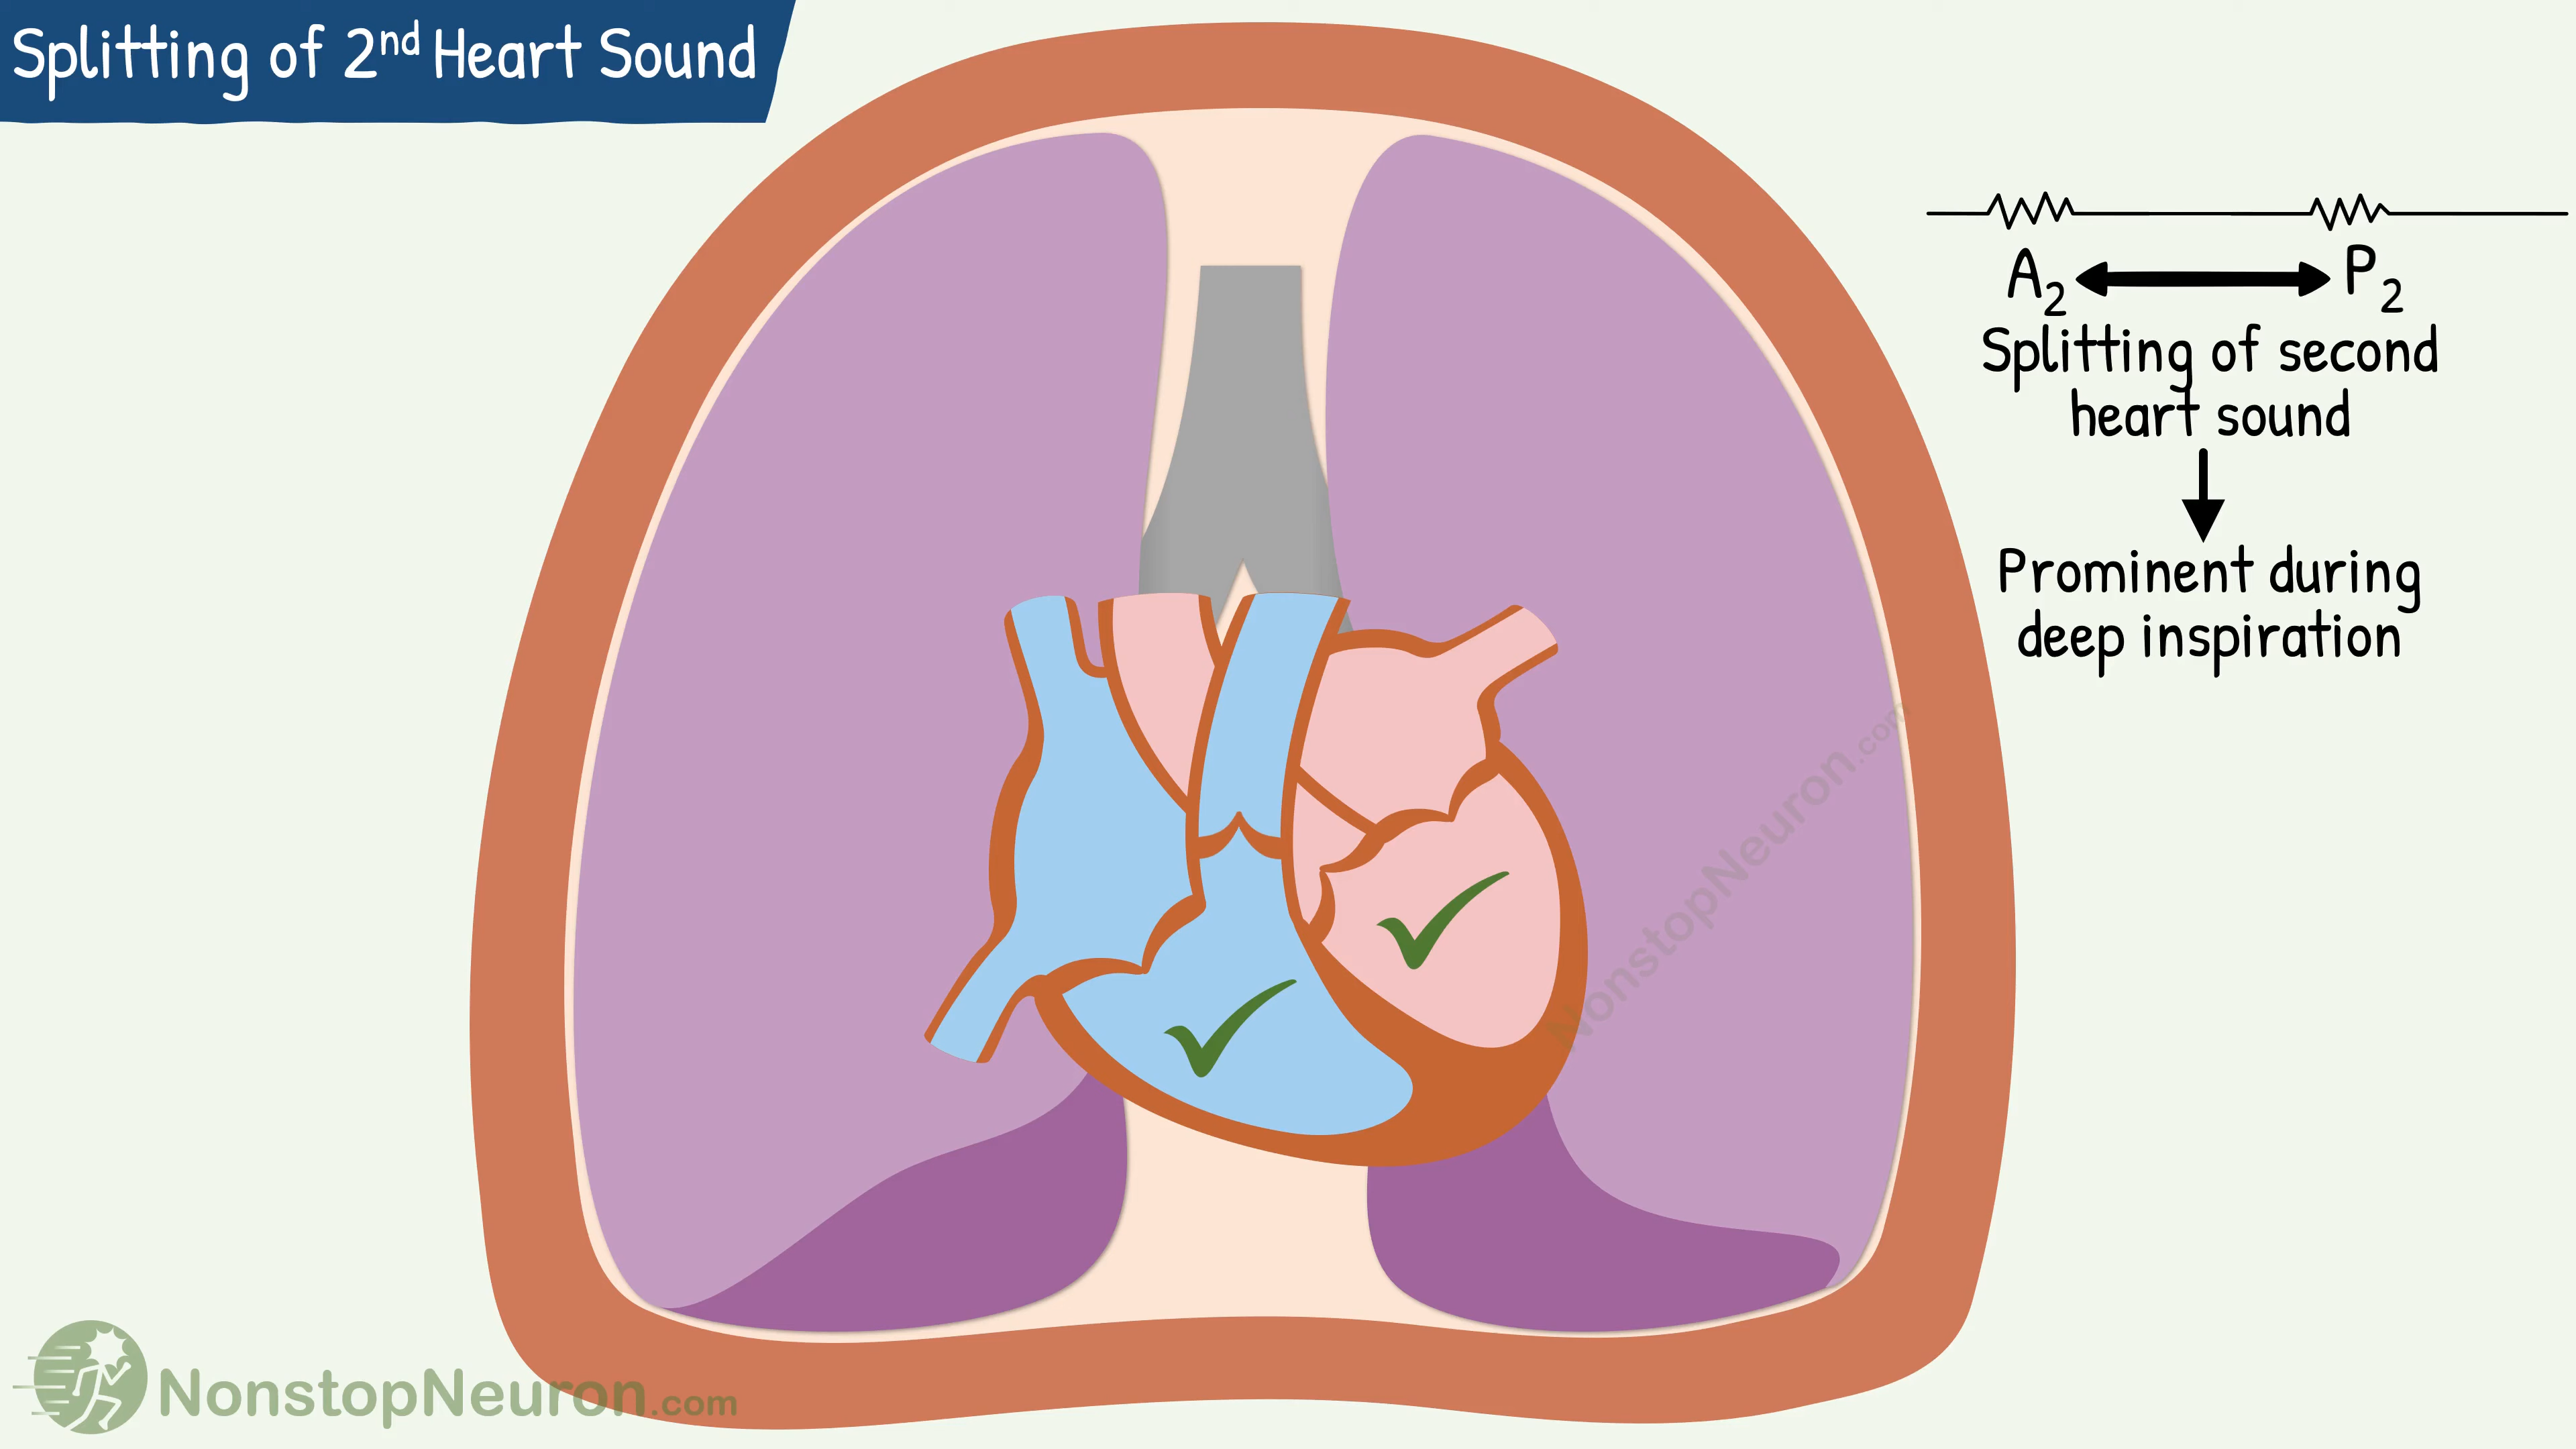 Splitting of 2nd Heart Sound
A2 P2
Splitting of second
heart sound
Prominent during
deep inspiration
NonstopNeuron.com
NonstopNeuron.com